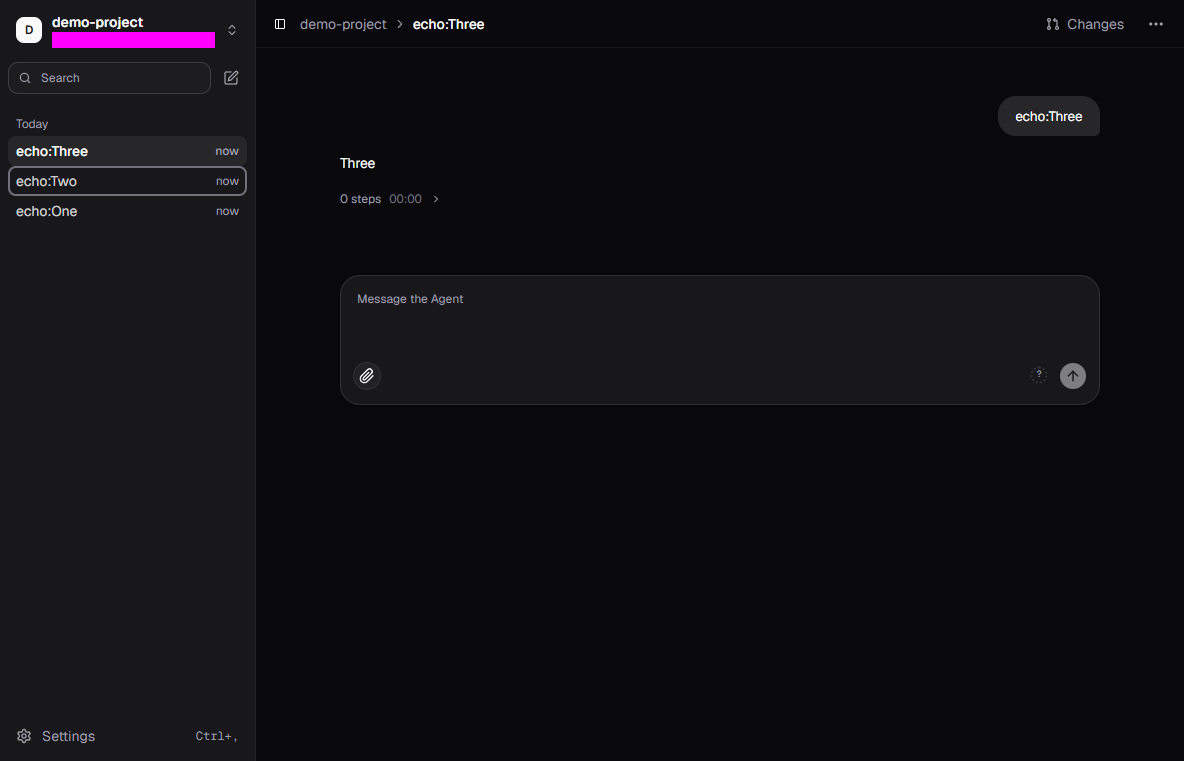 D
demo-project
demo-project > echo:Three
Changes
Search
Today
echo:Three now
echo:Two now
echo:One now
echo:Three
Three
0 steps 00:00
Message the Agent
?
Settings Ctrl+,